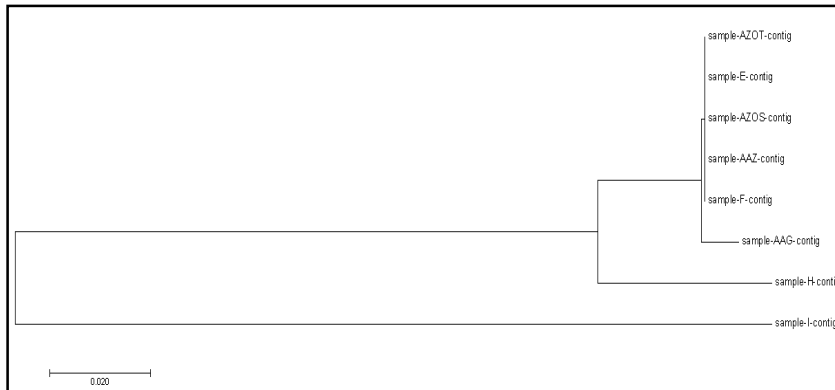 sample-AZOT-contig
sample-E-contig
sample-AZOS-contig
sample-AAZ-contig
sample-F-contig
sample-AAG-contig
sample-H-conti
sample-I-contig
0.020